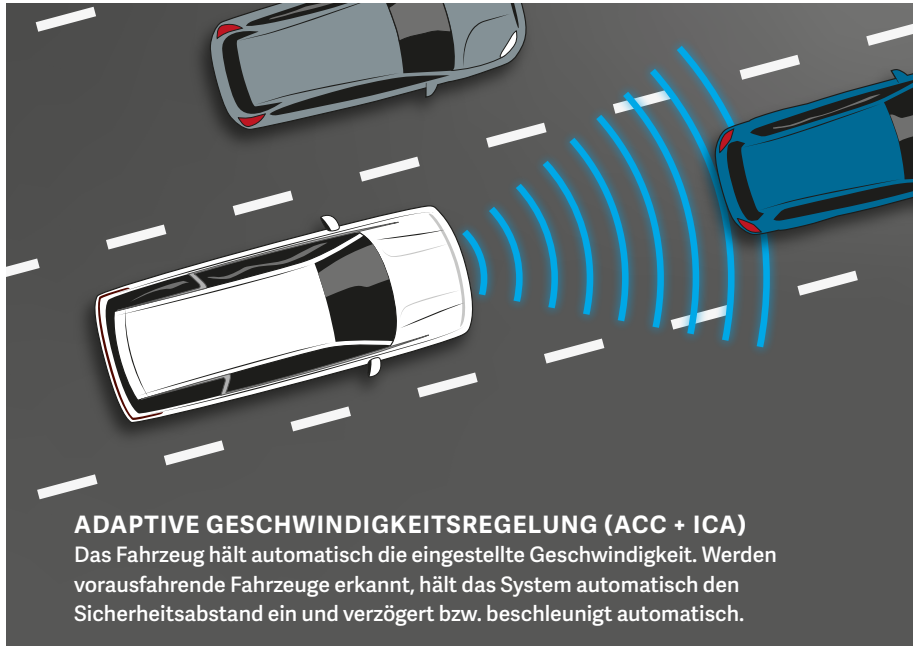 ADAPTIVE GESCHWINDIGKEITSREGELUNG (ACC + ICA)
Das Fahrzeug hält automatisch die eingestellte Geschwindigkeit. Werden
vorausfahrende Fahrzeuge erkannt, hält das System automatisch den
Sicherheitsabstand ein und verzögert bzw. beschleunigt automatisch.